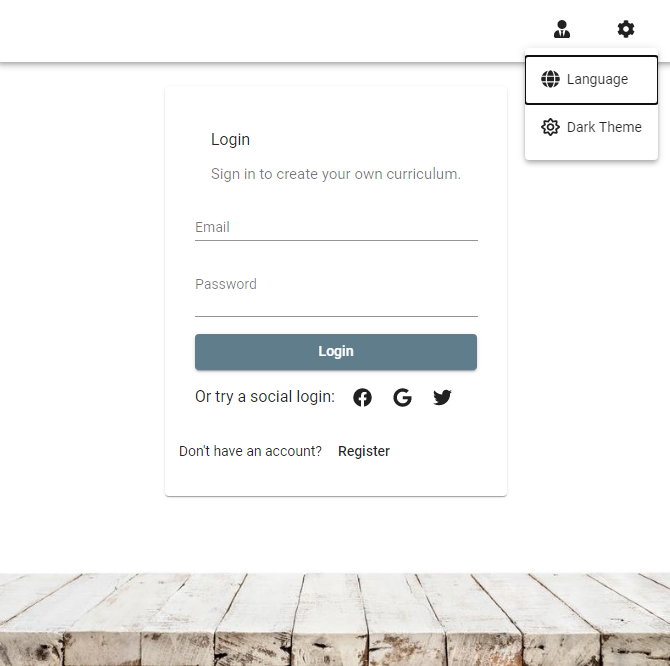 Language
Dark Theme
Login
Sign in to create your own curriculum.
Email
Password
Login
Or try a social login:
Don't have an account? Register